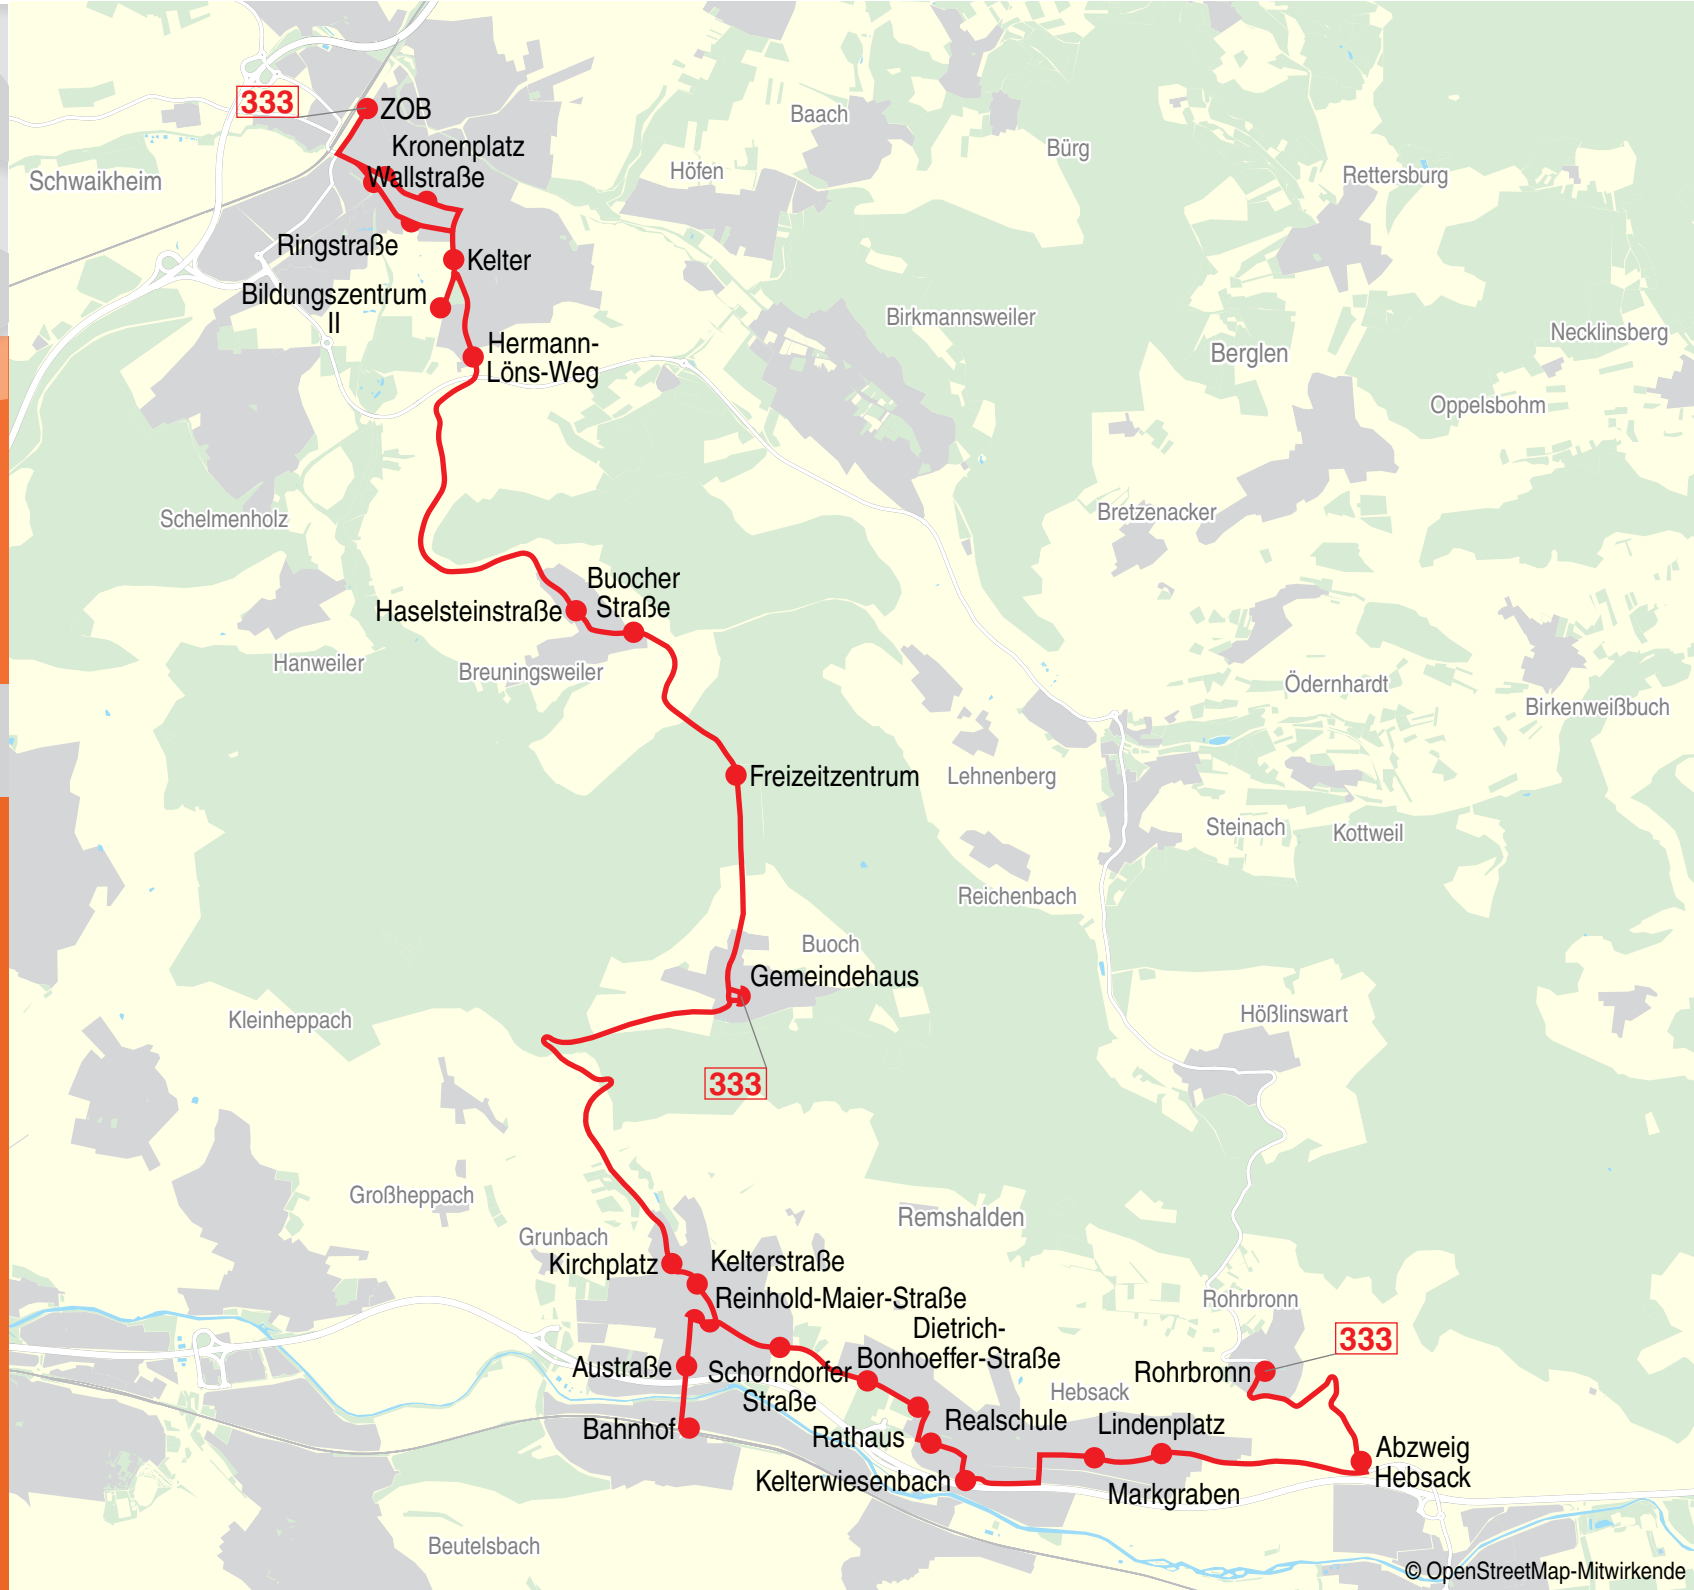 333
ZOB
Kronenplatz
Wallstraße
Ringstraße
Kelter
Bildungszentrum
II
Hermann-
Löns-Weg
Schwaikheim
Baach
Höfen
Bürg
Rettersburg
Birkmannsweiler
Berglen
Necklinsberg
Oppelsbohm
Schelmenholz
Bretzenacker
Buocher
Straße
Haselsteinstraße
Hanweiler
Breuningsweiler
Ödernhardt
Birkenweißbuch
Freizeitzentrum
Lehnenberg
Steinach
Kottweil
Reichenbach
Buoch
Gemeindehaus
Kleinheppach
Hößlinswart
333
Großheppach
Remshalden
Grunbach
Kirchplatz
Kelterstraße
Reinhold-Maier-Straße
Rohrbronn
Dietrich-
Bonhoeffer-Straße
333
Austraße
Schorndorfer
Straße
Rohrbronn
Hebsack
Bahnhof
Rathaus
Realschule
Lindenplatz
Abzweig
Hebsack
Kelterwiesenbach
Markgraben
Beutelsbach
© OpenStreetMap-Mitwirkende